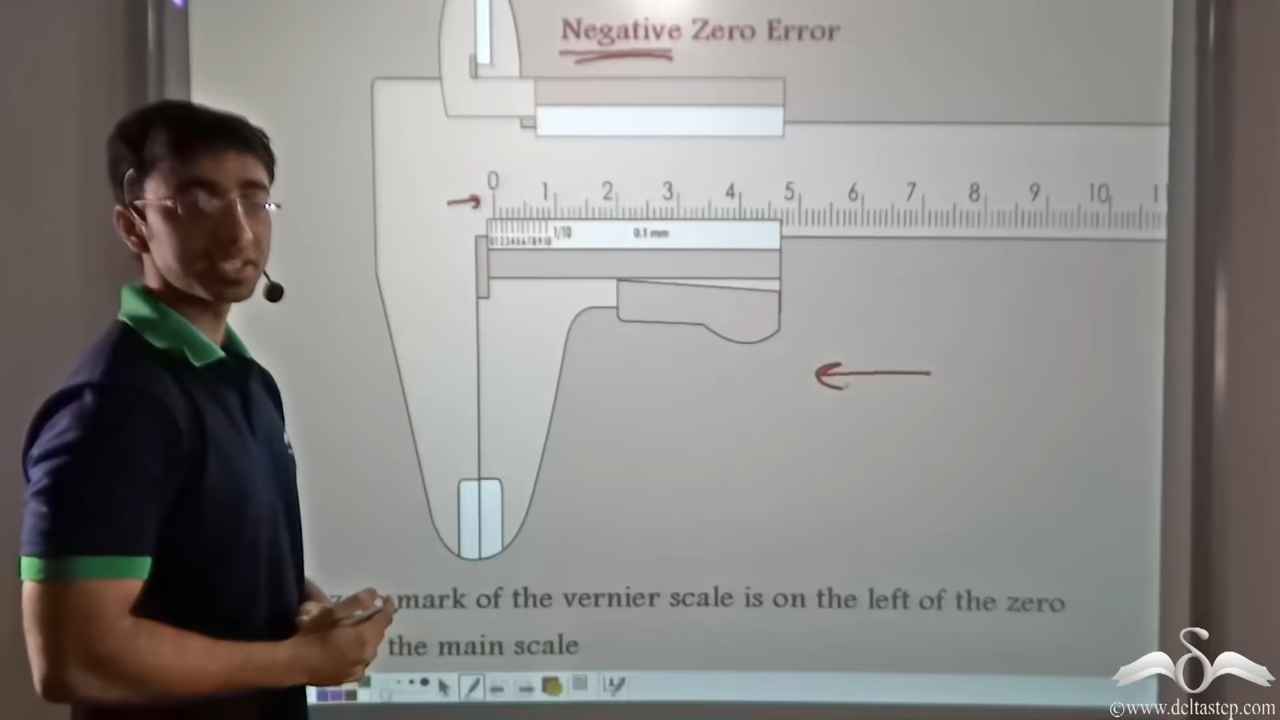 Negative Zero Error
0 1 2 3 4 5 6 7 8 9 10 1
1/10 0.1 mm
mark of the vernier scale is on the left of the zero
the main scale
©www.deltastep.com